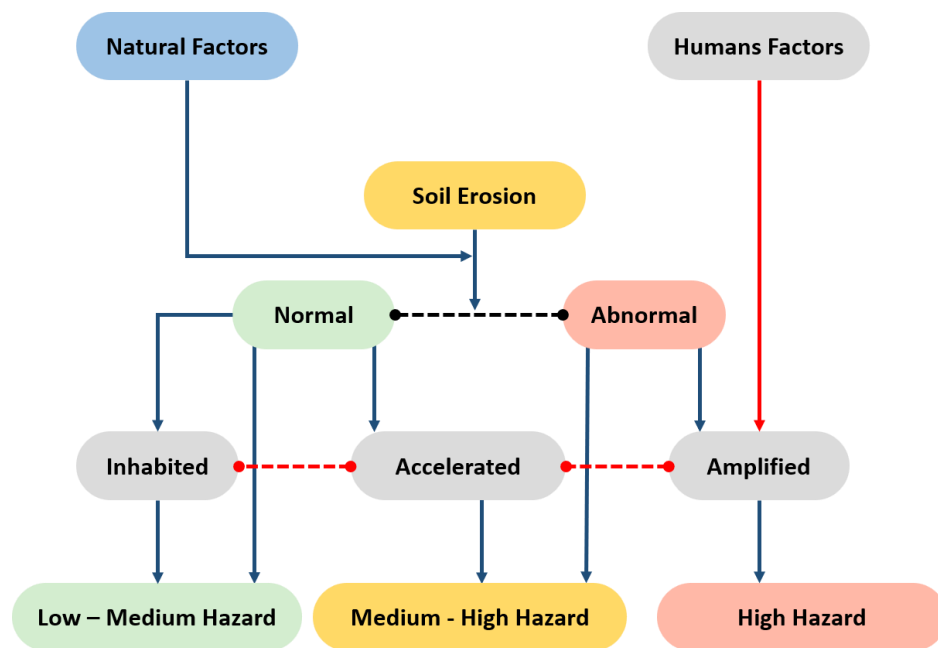 Natural Factors
Humans Factors
Soil Erosion
Normal
Abnormal
Inhabited
Accelerated
Amplified
Low – Medium Hazard
Medium - High Hazard
High Hazard